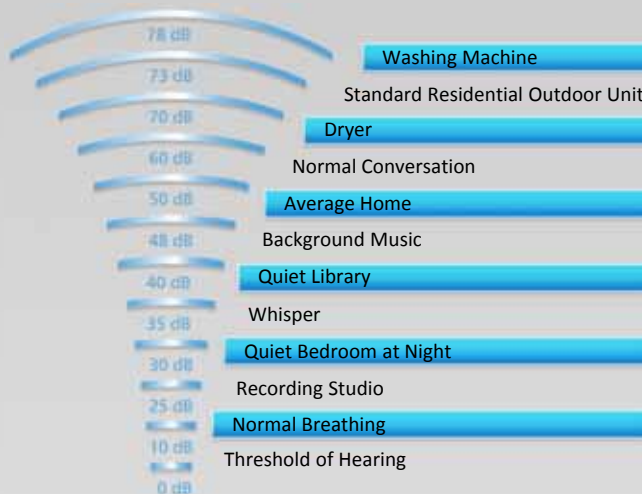 78 dB
Washing Machine
73 dB
Standard Residential Outdoor Unit
70 dB
Dryer
60 dB
Normal Conversation
50 dB
Average Home
48 dB
Background Music
40 dB
Quiet Library
35 dB
Whisper
30 dB
Quiet Bedroom at Night
25 dB
Recording Studio
10 dB
Normal Breathing
0 dB
Threshold of Hearing